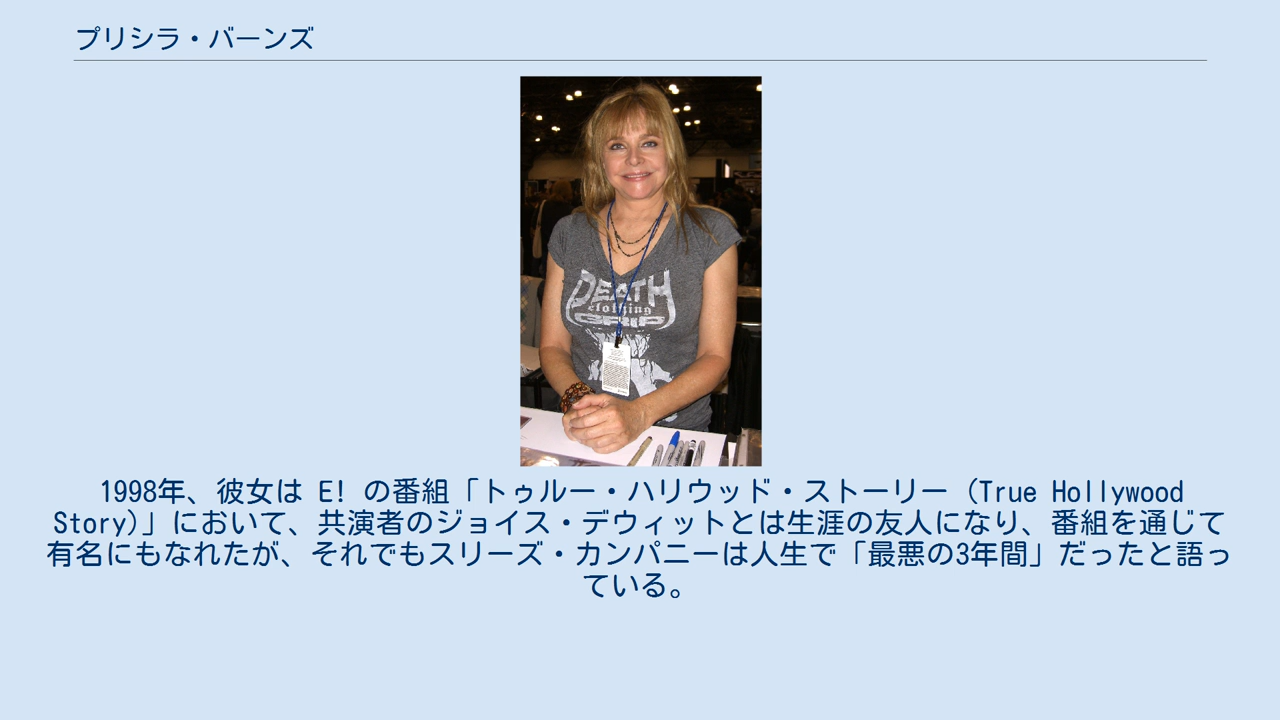 プリシラ・バーンズ
DEATH
clothing
GRIP
1998年、彼女は E! の番組「トゥルー・ハリウッド・ストーリー（True Hollywood
Story)」において、共演者のジョイス・デウィットとは生涯の友人になり、番組を通じて
有名にもなれたが、それでもスリーズ・カンパニーは人生で「最悪の3年間」だったと語っ
ている。